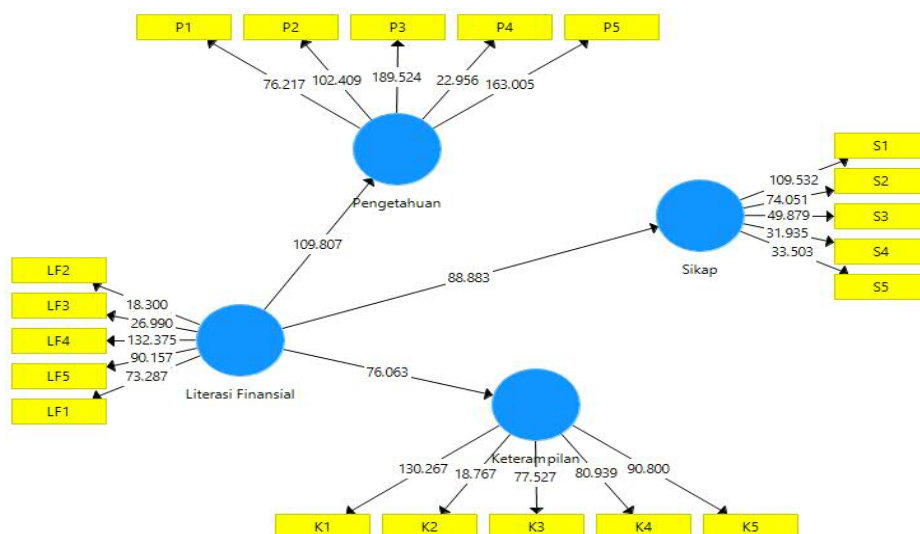 P1 P2 P3 P4 P5
76.217 102.409 189.524 22.956 163.005
Pengetahuan
S1
S2
S3
S4
S5
109.532
74.051
49.879
31.935
33.503
Sikap
109.807
88.883
76.063
LF2
LF3
LF4
LF5
LF1
18.300
26.990
132.375
90.157
73.287
Literasi Finansial
Keterampilan
130.267 18.767 77.527 80.939 90.800
K1 K2 K3 K4 K5